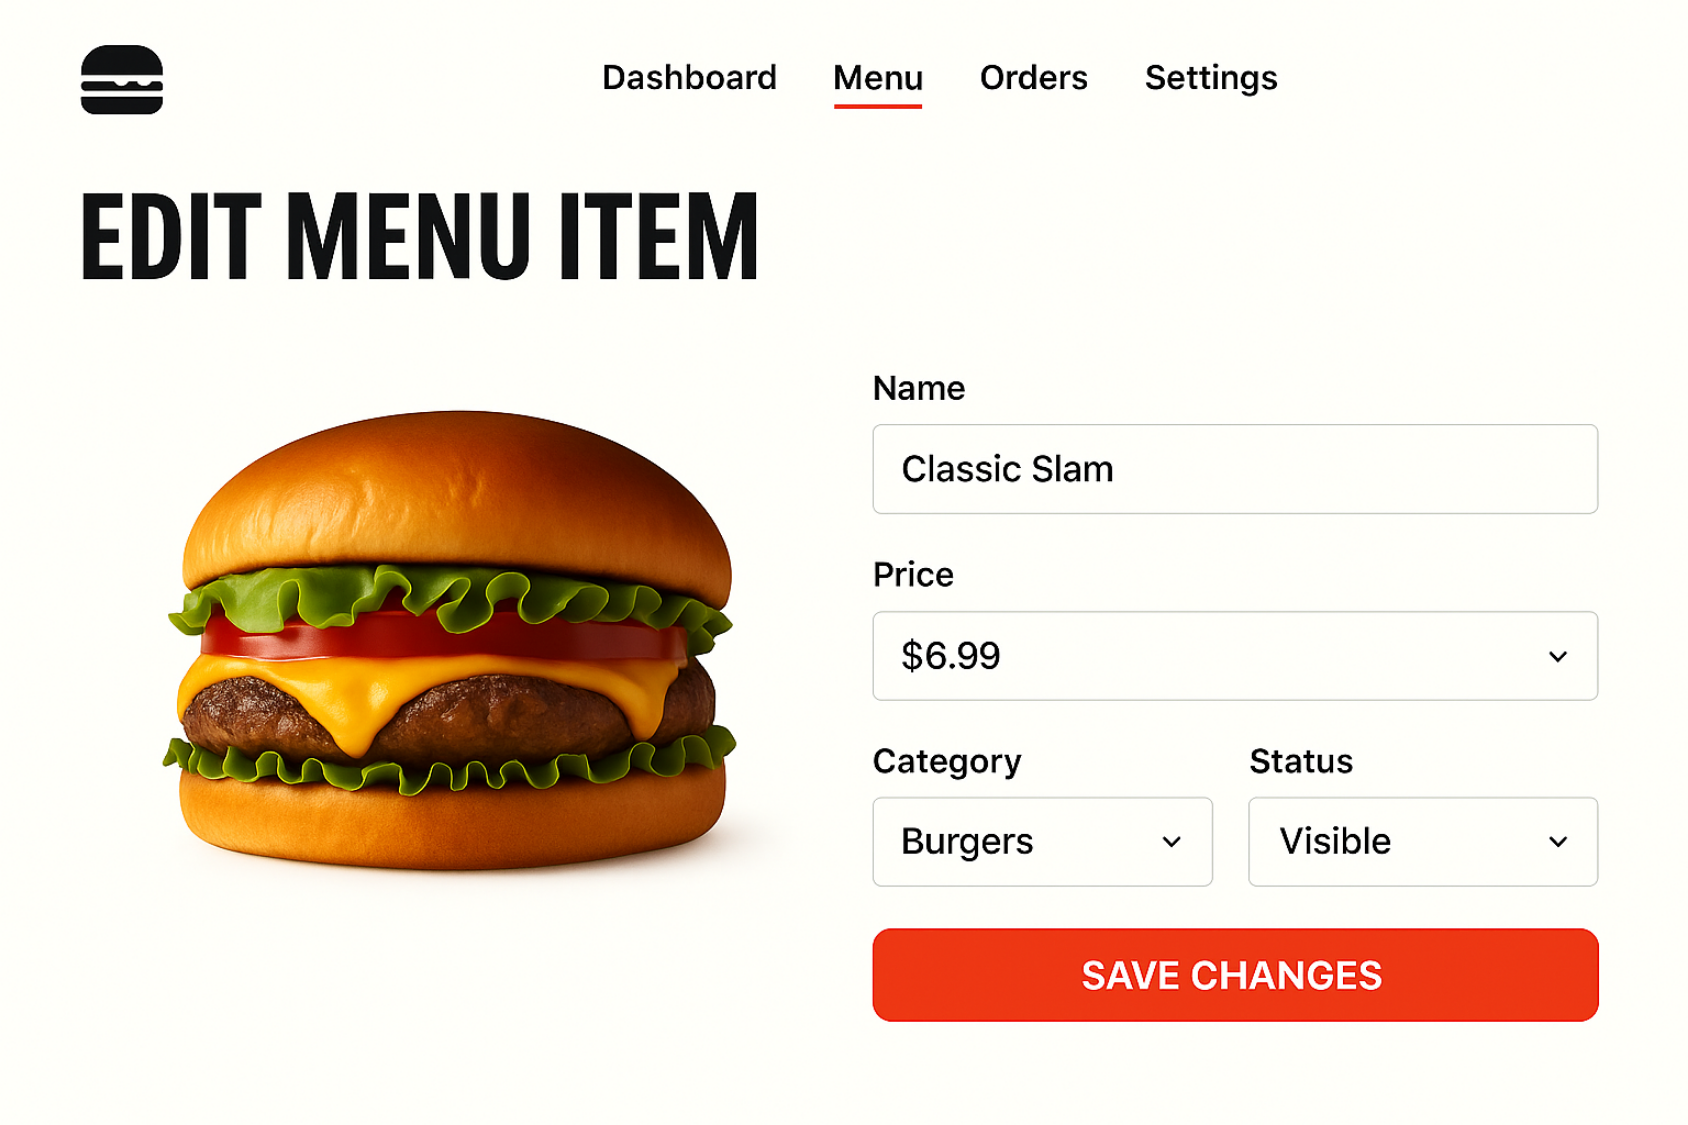 Dashboard Menu Orders Settings
EDIT MENU ITEM
Name
Classic Slam
Price
$6.99
Category Status
Burgers Visible
SAVE CHANGES